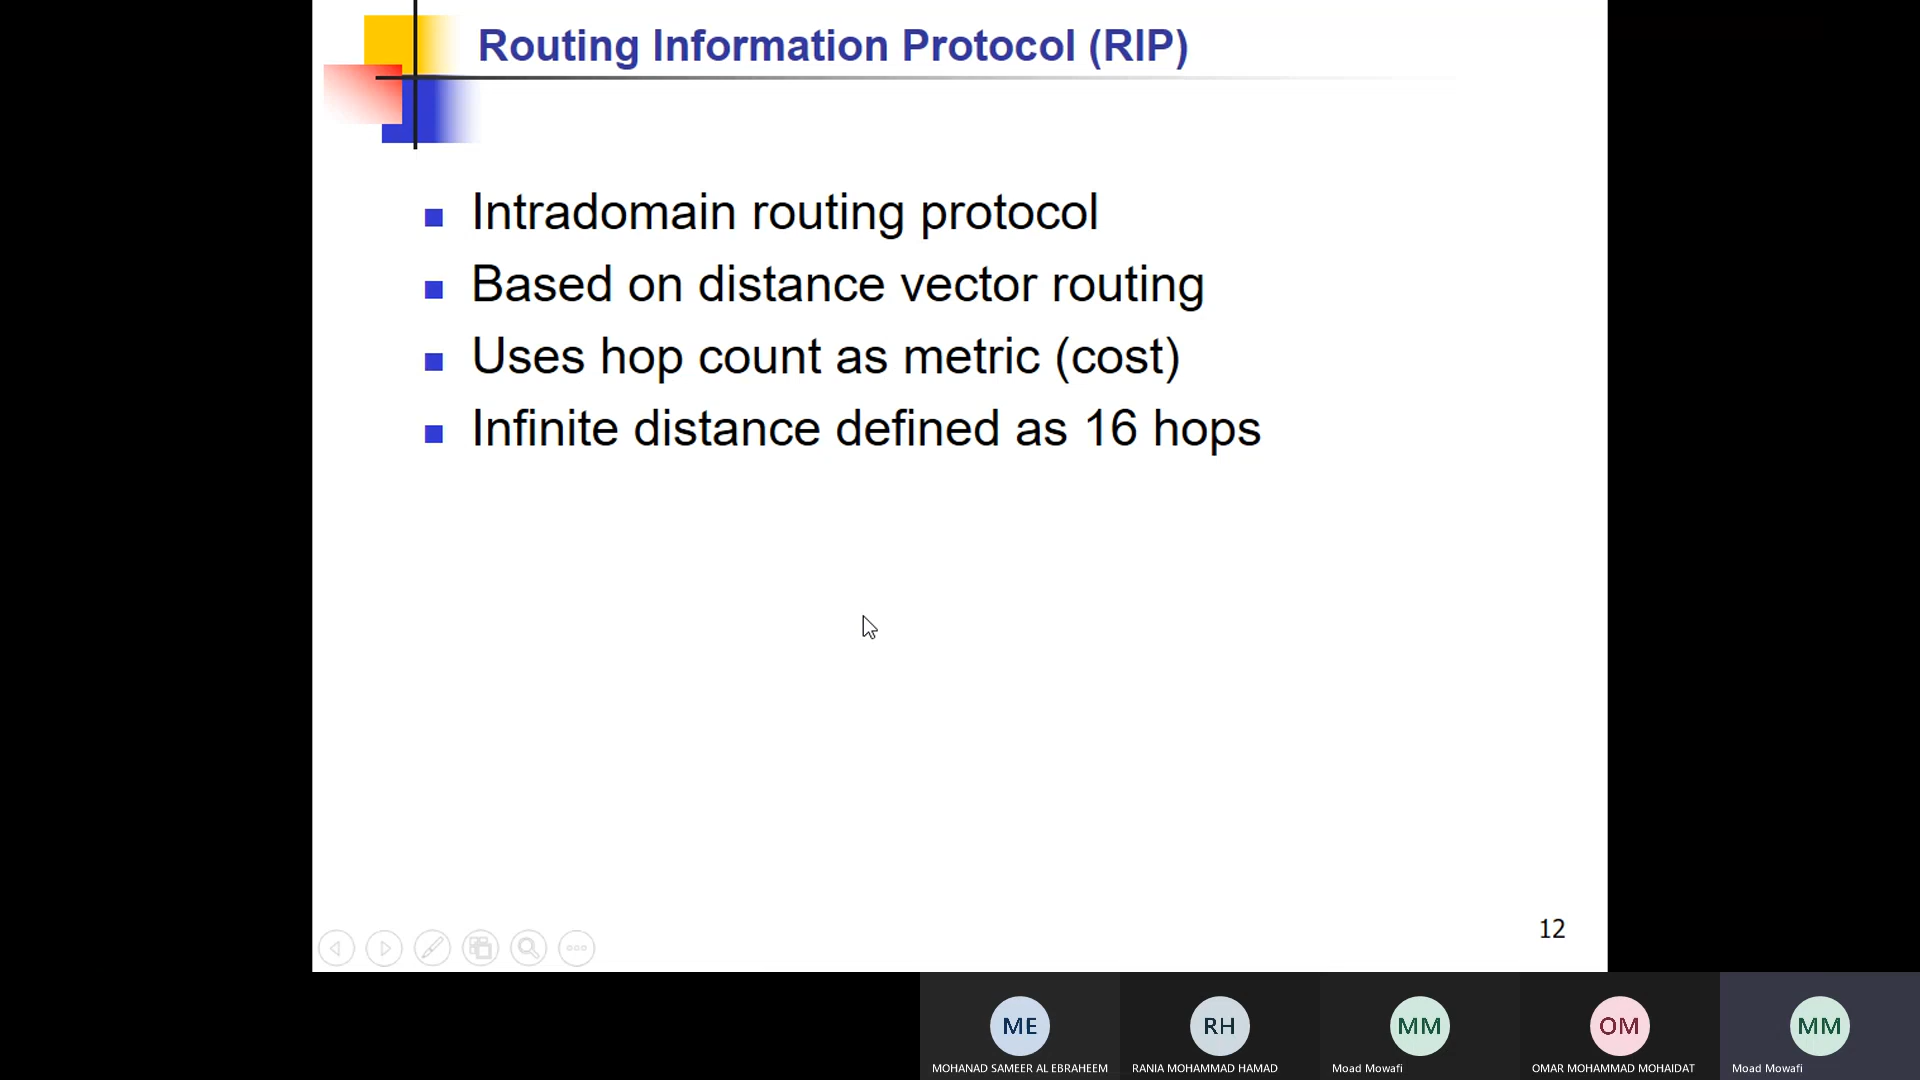 Routing Information Protocol (RIP)
Intradomain routing protocol
Based on distance vector routing
Uses hop count as metric (cost)
Infinite distance defined as 16 hops
12
ME
RH
MM
OM
MM
MOHANAD SAMEER AL EBRAHEEM
RANIA MOHAMMAD HAMAD
Moad Mowafi
OMAR MOHAMMAD MOHAIDAT
Moad Mowafi